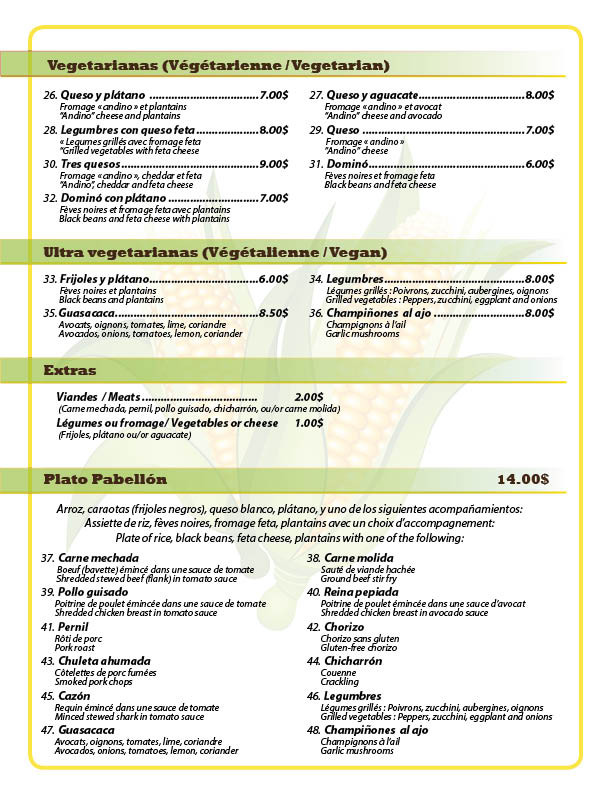 Vegetarianas (Végétarienne / Vegetarian)
26. Queso y plátano ...................................7.00$
Fromage « andino » et plantains
"Andino" cheese and plantains
28. Legumbres con queso feta....................8.00$
« Legumes grillés avec fromage feta
"Grilled vegetables with feta cheese
30. Tres quesos............................................9.00$
Fromage «andino », cheddar et feta
"Andino", cheddar and feta cheese
32. Dominó con plátano .............................7.00$
Fèves noires et fromage feta avec plantains
Black beans and feta cheese with plantains
27. Queso y aguacate..................................8.00$
Fromage « andino » et avocat
"Andino" cheese and avocado
29. Queso ....................................................7.00$
Fromage « andino »
"Andino" cheese
31. Dominó..................................................6.00$
Fèves noires et fromage feta
Black beans and feta cheese
Ultra vegetarianas (Végétalienne / Vegan)
33. Frijoles y plátano...................................6.00$
Fèves noires et plantains
Black beans and plantains
35. Guasacaca..............................................8.50$
Avocats, oignons, tomates, lime, coriandre
Avocados, onions, tomatoes, lemon, coriander
34. Legumbres.............................................8.00$
Légumes grillés : Poivrons, zucchini, aubergines, oignons
Grilled vegetables : Peppers, zucchini, eggplant and onions
36. Champiñones al ajo .............................8.00$
Champignons à l'ail
Garlic mushrooms
Extras
Viandes / Meats ..................................... 2.00$
(Carne mechada, pernil, pollo guisado, chicharrón, ou/or carne molida)
Légumes ou fromage/ Vegetables or cheese 1.00$
(Frijoles, plátano ou/or aguacate)
Plato Pabellón 14.00$
Arroz, caraotas (frijoles negros), queso blanco, plátano, y uno de los siguientes acompañamientos:
Assiette de riz, fèves noires, fromage feta, plantains avec un choix d'accompagnement:
Plate of rice, black beans, feta cheese, plantains with one of the following:
37. Carne mechada
Boeuf (bavette) émincé dans une sauce de tomate
Shredded stewed beef (flank) in tomato sauce
39. Pollo guisado
Poitrine de poulet émincée dans une sauce de tomate
Shredded chicken breast in tomato sauce
41. Pernil
Rôti de porc
Pork roast
43. Chuleta ahumada
Côtelettes de porc fumées
Smoked pork chops
45. Cazón
Requin émincé dans une sauce de tomate
Minced stewed shark in tomato sauce
47. Guasacaca
Avocats, oignons, tomates, lime, coriandre
Avocados, onions, tomatoes, lemon, coriander
38. Carne molida
Sauté de viande hachée
Ground beef stir fry
40. Reina pepiada
Poitrine de poulet émincée dans une sauce d'avocat
Shredded chicken breast in avocado sauce
42. Chorizo
Chorizo sans gluten
Gluten-free chorizo
44. Chicharrón
Couenne
Crackling
46. Legumbres
Légumes grillés : Poivrons, zucchini, aubergines, oignons
Grilled vegetables : Peppers, zucchini, eggplant and onions
48. Champiñones al ajo
Champignons à l'ail
Garlic mushrooms